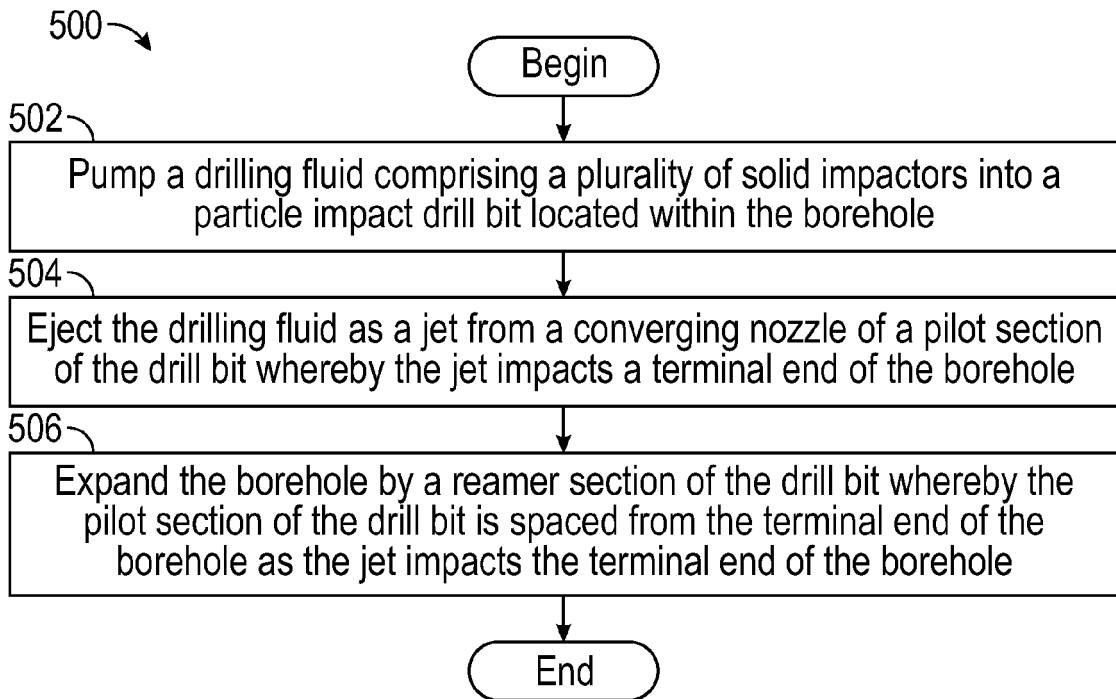 500
Begin
502
Pump a drilling fluid comprising a plurality of solid impactors into a
particle impact drill bit located within the borehole
504
Eject the drilling fluid as a jet from a converging nozzle of a pilot section
of the drill bit whereby the jet impacts a terminal end of the borehole
506
Expand the borehole by a reamer section of the drill bit whereby the
pilot section of the drill bit is spaced from the terminal end of the
borehole as the jet impacts the terminal end of the borehole
End